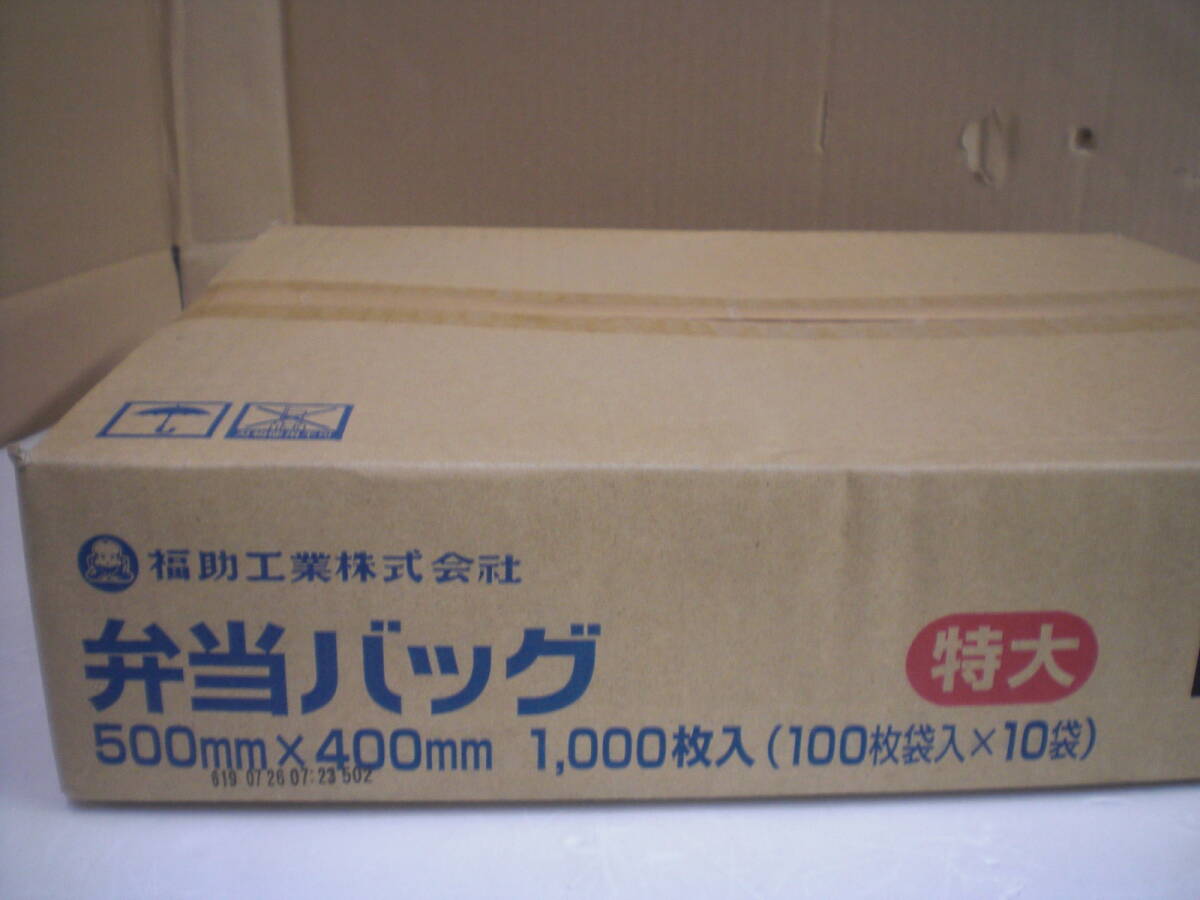 福助工業株式会社
弁当バッグ
特大
500mm×400mm 1,000枚入(100枚袋入×10袋)
619 07 26 07:23 502